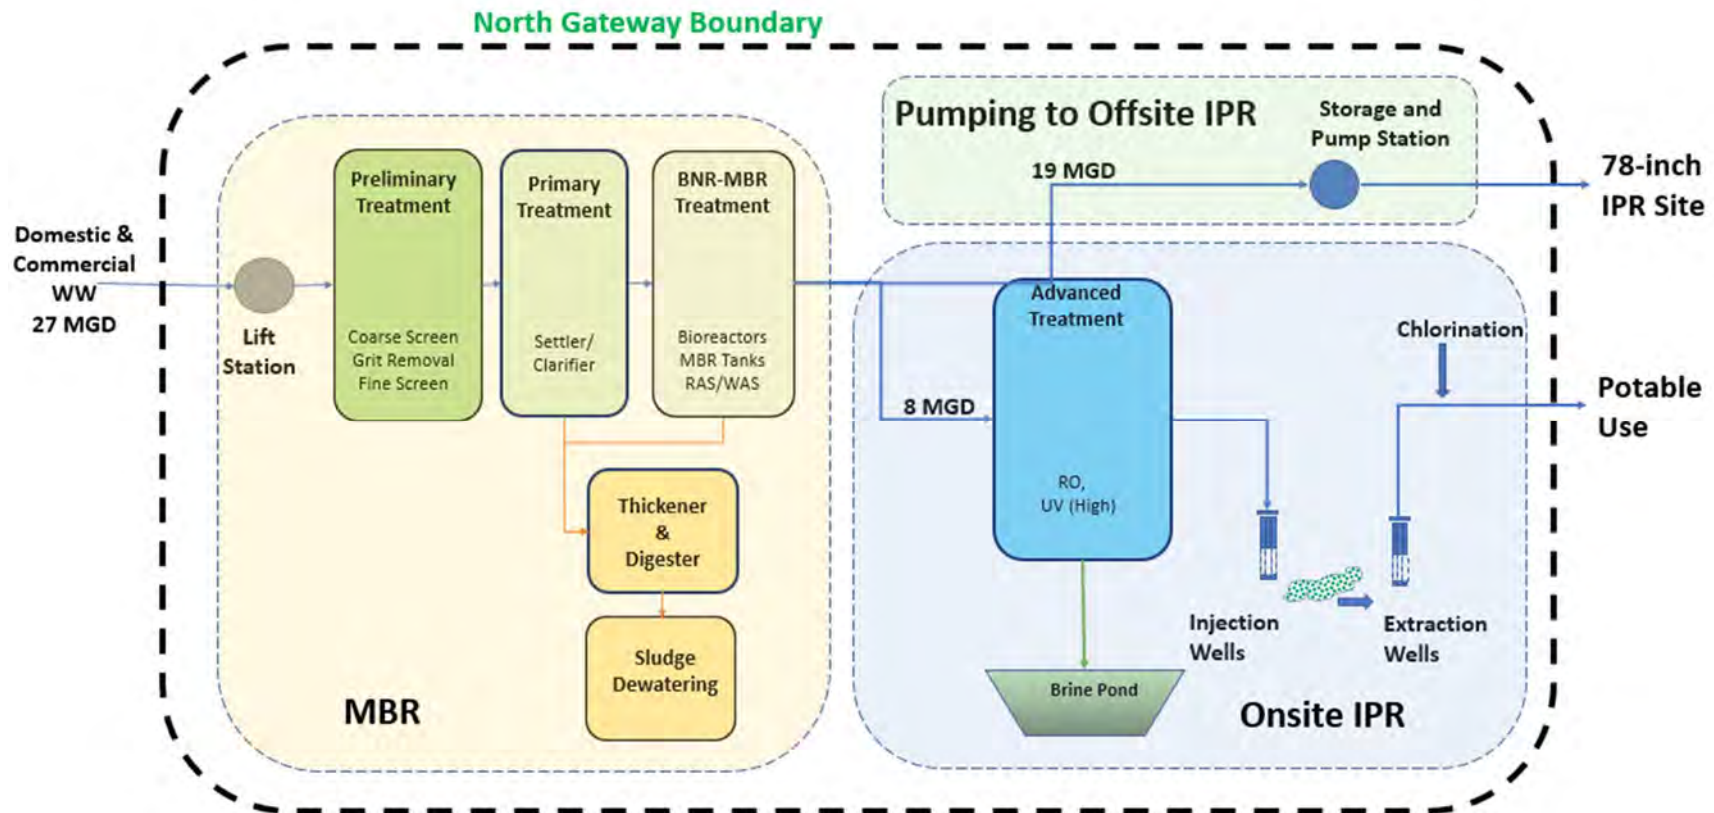 North Gateway Boundary
Domestic &
Commercial
WW
27 MGD
Lift
Station
Preliminary
Treatment
Coarse Screen
Grit Removal
Fine Screen
Primary
Treatment
Settler/
Clarifier
BNR-MBR
Treatment
Bioreactors
MBR Tanks
RAS/WAS
Thickener
&
Digester
Sludge
Dewatering
MBR
Pumping to Offsite IPR
Storage and
Pump Station
19 MGD
78-inch
IPR Site
8 MGD
Advanced
Treatment
RO,
UV (High)
Chlorination
Potable
Use
Injection
Wells
Extraction
Wells
Brine Pond
Onsite IPR